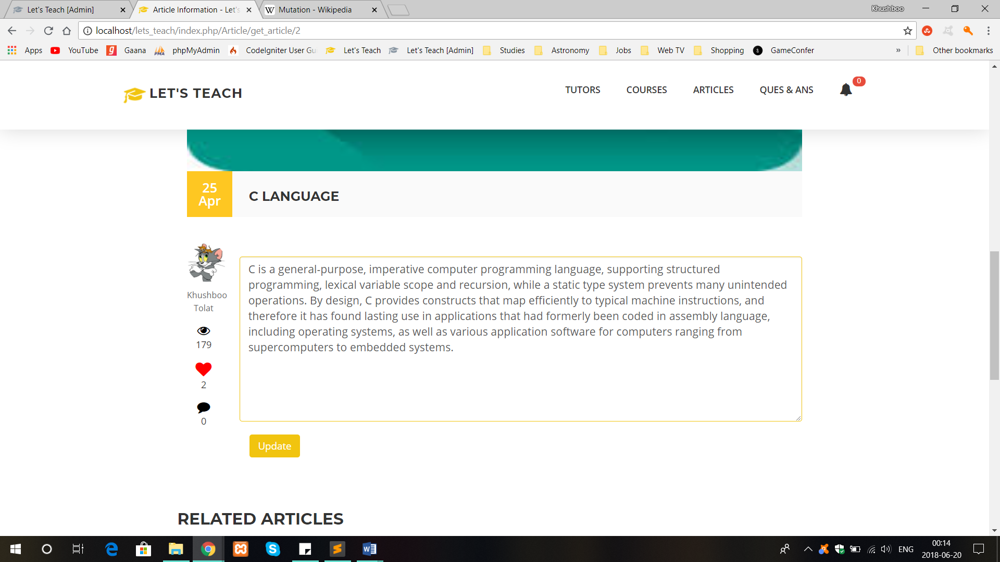 Let's Teach [Admin]
Article Information - Let's
Mutation - Wikipedia
Khushboo
localhost/lets_teach/index.php/Article/get_article/2
Apps
YouTube
Gaana
PMA
phpMyAdmin
CodeIgniter User Gu
Let's Teach
Let's Teach [Admin]
Studies
Astronomy
Jobs
Web TV
Shopping
GameConfer
»
Other bookmarks
LET'S TEACH
TUTORS
COURSES
ARTICLES
QUES & ANS
0
25
Apr
C LANGUAGE
Khushboo
Tolat
179
2
0
C is a general-purpose, imperative computer programming language, supporting structured
programming, lexical variable scope and recursion, while a static type system prevents many unintended
operations. By design, C provides constructs that map efficiently to typical machine instructions, and
therefore it has found lasting use in applications that had formerly been coded in assembly language,
including operating systems, as well as various application software for computers ranging from
supercomputers to embedded systems.
Update
RELATED ARTICLES
ENG
00:14
2018-06-20